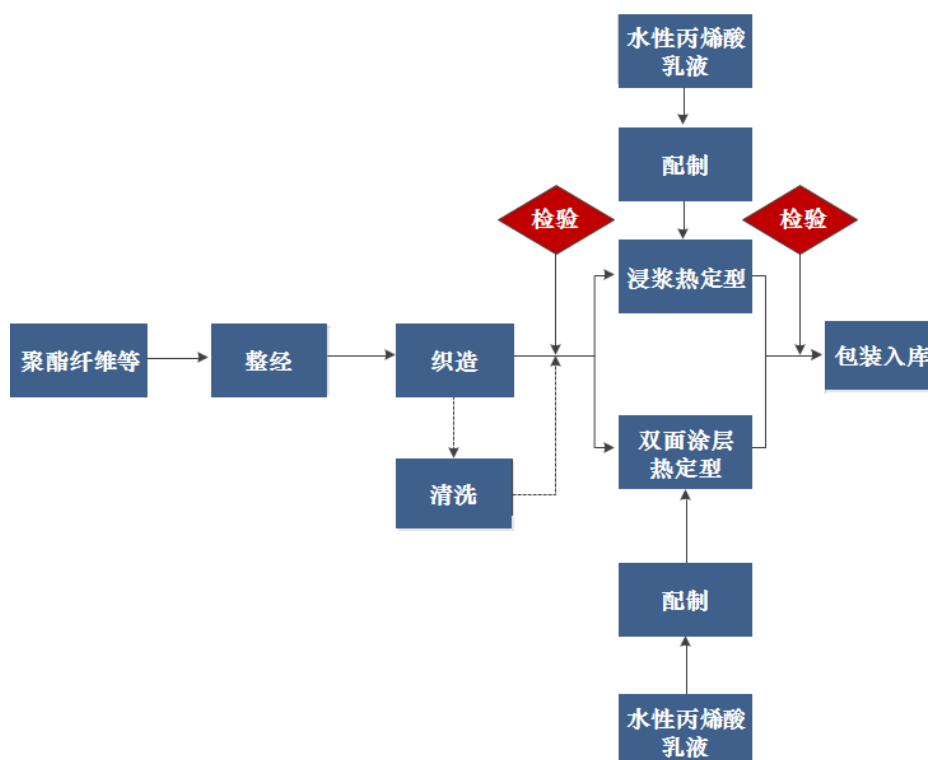 水性丙烯酸
乳液
配制
检验
检验
浸浆热定型
聚酯纤维等
整经
织造
包装入库
双面涂层
热定型
清洗
配制
水性丙烯酸
乳液